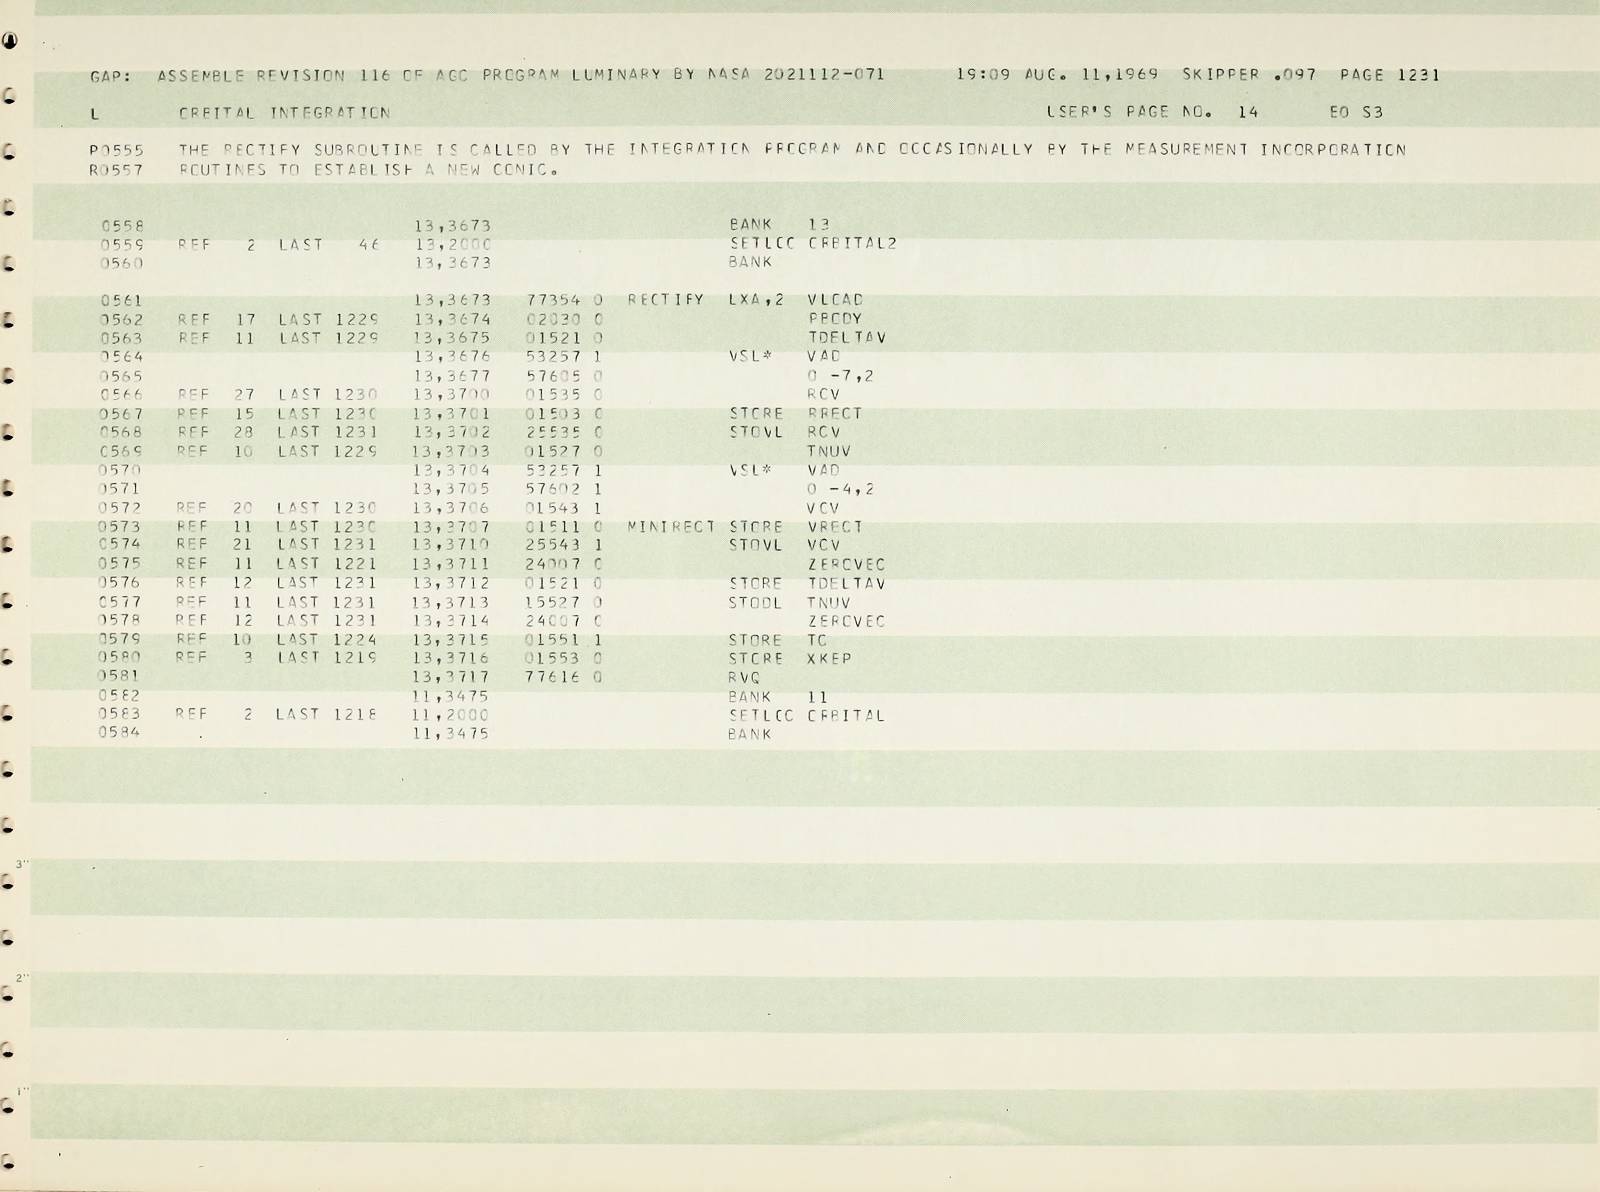 GAP: ASSEMBLE REVISION 116 OF AGC PROGRAM LUMINARY BY NASA 2021112-071 19:09 AUG. 11,1969 SKIPPER .097 PAGE 1231
L ORBITAL INTEGRATION USER'S PAGE NO. 14 E0 S3
P0555 THE RECTIFY SUBROUTINE IS CALLED BY THE INTEGRATION PROGRAM AND OCCASIONALLY BY THE MEASUREMENT INCORPORATION
R0557 ROUTINES TO ESTABLISH A NEW CONIC.
0558 13,3673 BANK 13
0559 REF 2 LAST 46 13,2000 SETLOC ORBITAL2
0560 13,3673 BANK
0561 13,3673 77354 0 RECTIFY LXA,2 VLOAD
0562 REF 17 LAST 1229 13,3674 02030 0 PBODY
0563 REF 11 LAST 1229 13,3675 01521 0 TDELTAV
0564 13,3676 53257 1 VSL* VAD
0565 13,3677 57605 0 0 -7,2
0566 REF 27 LAST 1230 13,3700 01535 0 RCV
0567 REF 15 LAST 1230 13,3701 01503 0 STORE RRECT
0568 REF 28 LAST 1231 13,3702 25535 0 STOVL RCV
0569 REF 10 LAST 1229 13,3703 01527 0 TNUV
0570 13,3704 53257 1 VSL* VAD
0571 13,3705 57602 1 0 -4,2
0572 REF 20 LAST 1230 13,3706 01543 1 VCV
0573 REF 11 LAST 1230 13,3707 01511 0 MINIRECT STORE VRECT
0574 REF 21 LAST 1231 13,3710 25543 1 STOVL VCV
0575 REF 11 LAST 1221 13,3711 24007 0 ZEROVEC
0576 REF 12 LAST 1231 13,3712 01521 0 STORE TDELTAV
0577 REF 11 LAST 1231 13,3713 15527 0 STODL TNUV
0578 REF 12 LAST 1231 13,3714 24007 0 ZEROVEC
0579 REF 10 LAST 1224 13,3715 01551 1 STORE TC
0580 REF 3 LAST 1219 13,3716 01553 0 STORE XKEP
0581 13,3717 77616 0 RVQ
0582 11,3475 BANK 11
0583 REF 2 LAST 1218 11,2000 SETLOC ORBITAL
0584 11,3475 BANK
3"
2"
1"